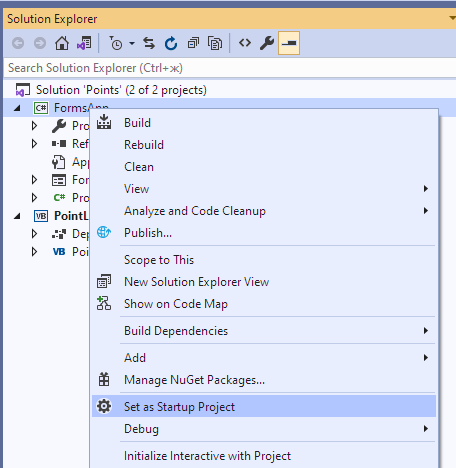 Solution Explorer
Search Solution Explorer (Ctrl+ж)
Solution 'Points' (2 of 2 projects)
C# FormsApp
Build
Rebuild
Clean
View
Analyze and Code Cleanup
Publish...
Scope to This
New Solution Explorer View
Show on Code Map
Build Dependencies
Add
Manage NuGet Packages...
Set as Startup Project
Debug
Initialize Interactive with Project
Pro
Ref
App
For
C# Pro
VB PointL
Dep
VB Poi